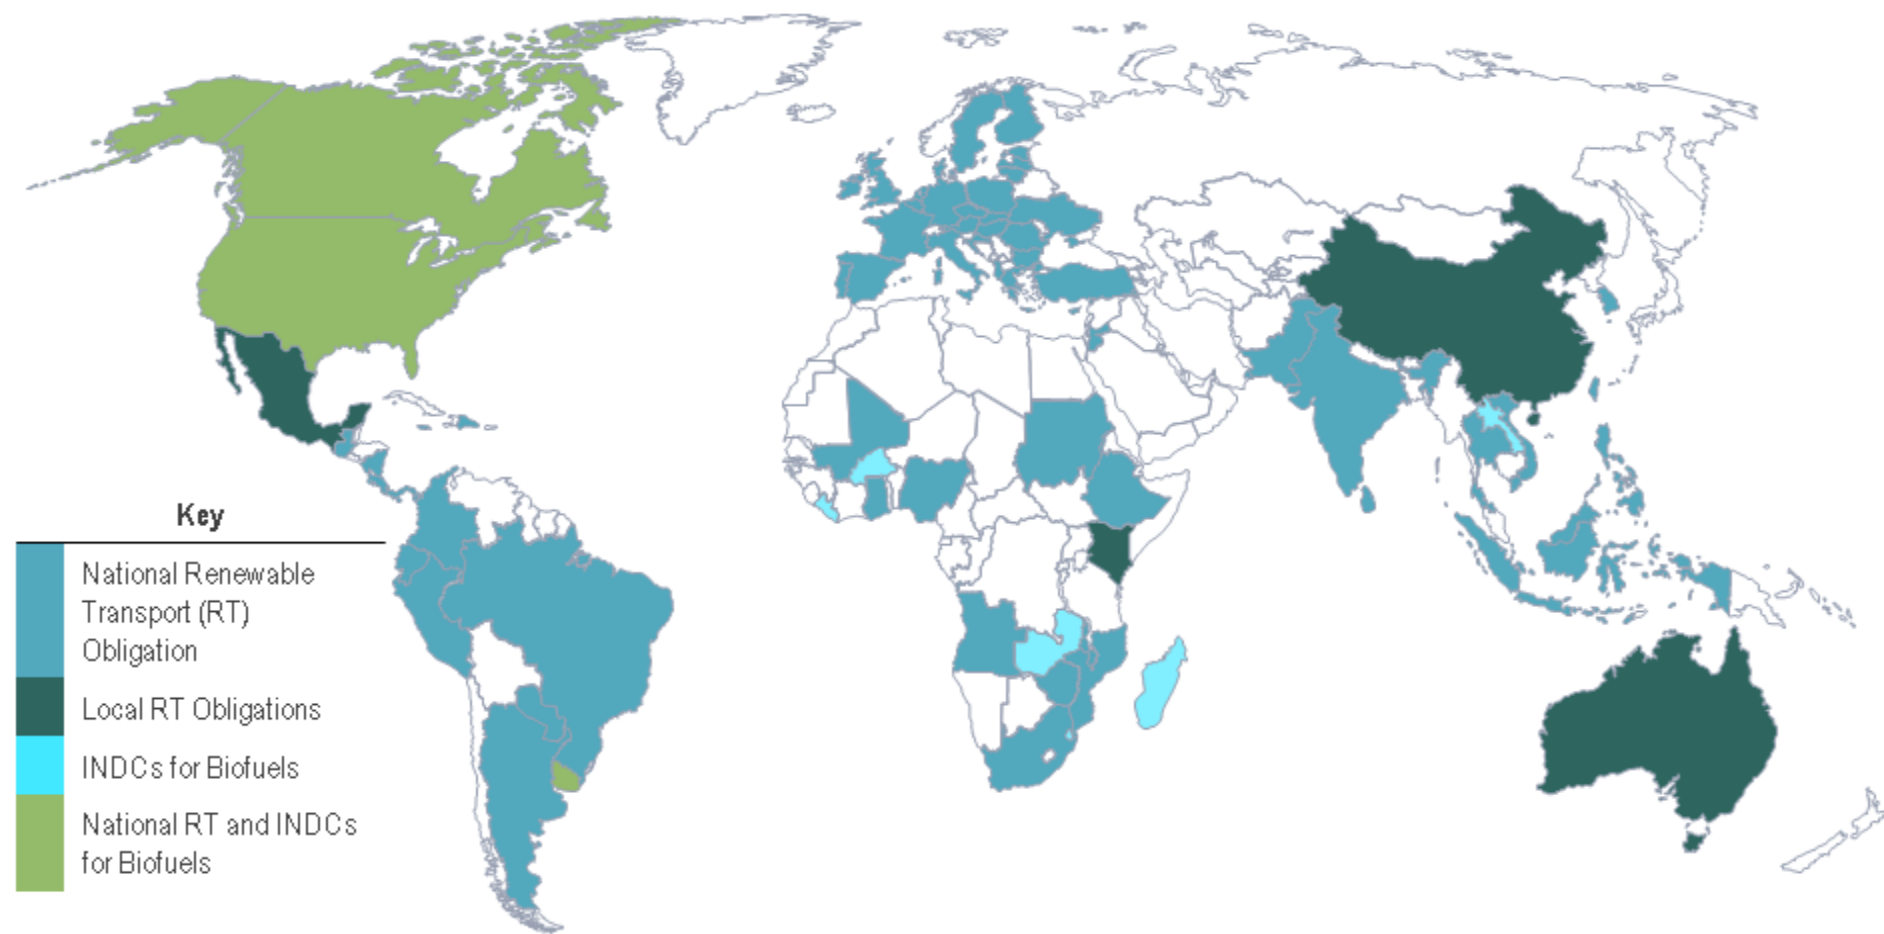 Key
National Renewable
Transport (RT)
Obligation
Local RT Obligations
INDCs for Biofuels
National RT and INDCs
for Biofuels